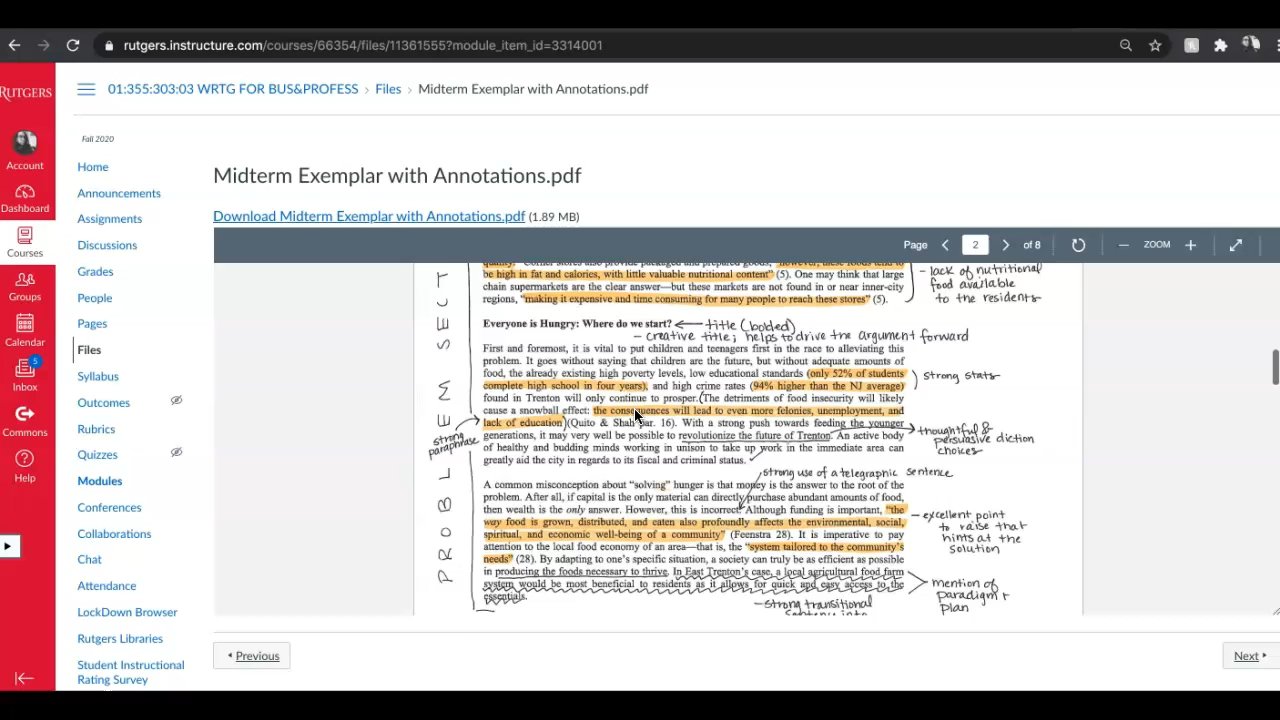 rutgers.instructure.com/courses/66354/files/11361555?module_item_id=3314001
RUTGERS
01:355:303:03 WRTG FOR BUS&PROFESS › Files › Midterm Exemplar with Annotations.pdf
Fall 2020
Account
Dashboard
Courses
Groups
Calendar
5
Inbox
Commons
Help
Home
Announcements
Assignments
Discussions
Grades
People
Pages
Files
Syllabus
Outcomes
Rubrics
Quizzes
Modules
Conferences
Collaborations
Chat
Attendance
LockDown Browser
Rutgers Libraries
Student Instructional
Rating Survey
Midterm Exemplar with Annotations.pdf
Download Midterm Exemplar with Annotations.pdf (1.89 MB)
Page 2 of 8 ZOOM
be high in fat and calories, with little valuable nutritional content" (5). One may think that large
chain supermarkets are the clear answer—but these markets are not found in or near inner-city
regions, "making it expensive and time consuming for many people to reach these stores" (5).
- lack of nutritional
food available
to the residents
Everyone is Hungry: Where do we start?
title (bolded)
- creative title; helps to drive the argument forward
First and foremost, it is vital to put children and teenagers first in the race to alleviating this
problem. It goes without saying that children are the future, but without adequate amounts of
food, the already existing high poverty levels, low educational standards (only 52% of students
complete high school in four years), and high crime rates (94% higher than the NJ average)
found in Trenton will only continue to prosper. (The detriments of food insecurity will likely
cause a snowball effect: the consequences will lead to even more felonies, unemployment, and
lack of education) (Quito & Shah par. 16). With a strong push towards feeding the younger
generations, it may very well be possible to revolutionize the future of Trenton. An active body
of healthy and budding minds working in unison to take up work in the immediate area can
greatly aid the city in regards to its fiscal and criminal status.
strong stats
strong
paraphrase
thoughtful &
persuasive diction
choices
strong use of a telegraphic sentence
A common misconception about "solving" hunger is that money is the answer to the root of the
problem. After all, if capital is the only material can directly purchase abundant amounts of food,
then wealth is the only answer. However, this is incorrect. Although funding is important, "the
way food is grown, distributed, and eaten also profoundly affects the environmental, social,
spiritual, and economic well-being of a community" (Feenstra 28). It is imperative to pay
attention to the local food economy of an area—that is, the "system tailored to the community's
needs" (28). By adapting to one's specific situation, a society can truly be as efficient as possible
in producing the foods necessary to thrive. In East Trenton's case, a local agricultural food farm
system would be most beneficial to residents as it allows for quick and easy access to the
essentials.
- excellent point
to raise that
hints at the
solution
mention of
paradigm +
plan
- strong transitional
PROBLEM SECT
Previous
Next